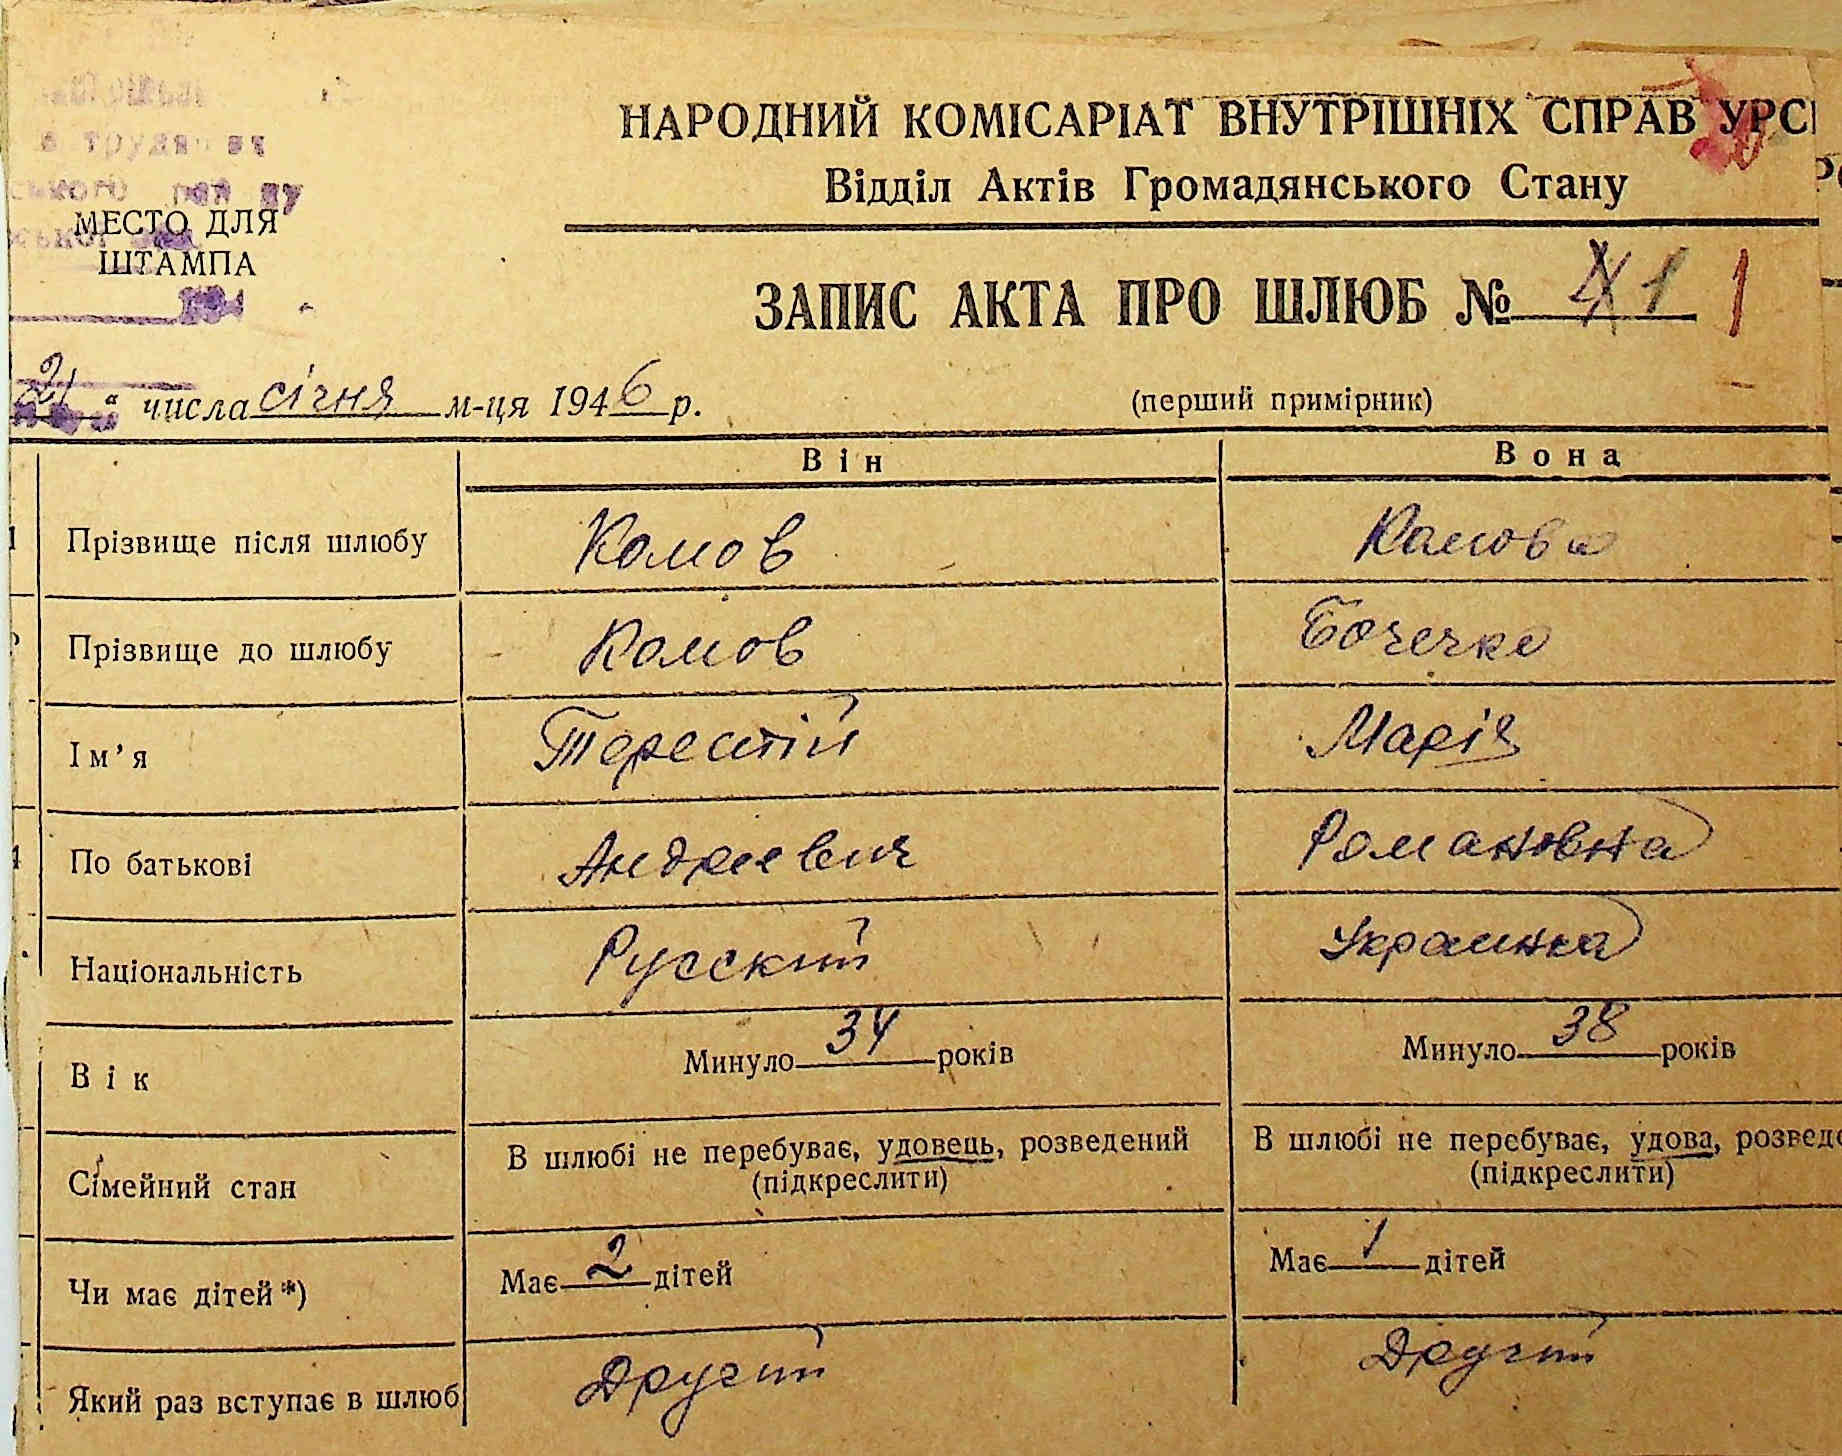 НАРОДНИЙ КОМІСАРІАТ ВНУТРІШНІХ СПРАВ УРС
Відділ Актів Громадянського Стану
МЕСТО ДЛЯ
ШТАМПА
ЗАПИС АКТА ПРО ШЛЮБ № 1 1
21 " числа січня м-ця 1946 р.
(перший примірник)
Він Вона
Прізвище після шлюбу Комов Комова
Прізвище до шлюбу Комов Бочечко
Ім'я Терентій Марія
По батькові Андреевич Романовна
Національність Русский Украинка
Вік Минуло 34 років Минуло 38 років
Сімейний стан В шлюбі не перебуває, удовець, розведений В шлюбі не перебуває, удова, розведе
(підкреслити) (підкреслити)
Чи має дітей*) Має 2 дітей Має 1 дітей
Який раз вступає в шлюб Другий Другий